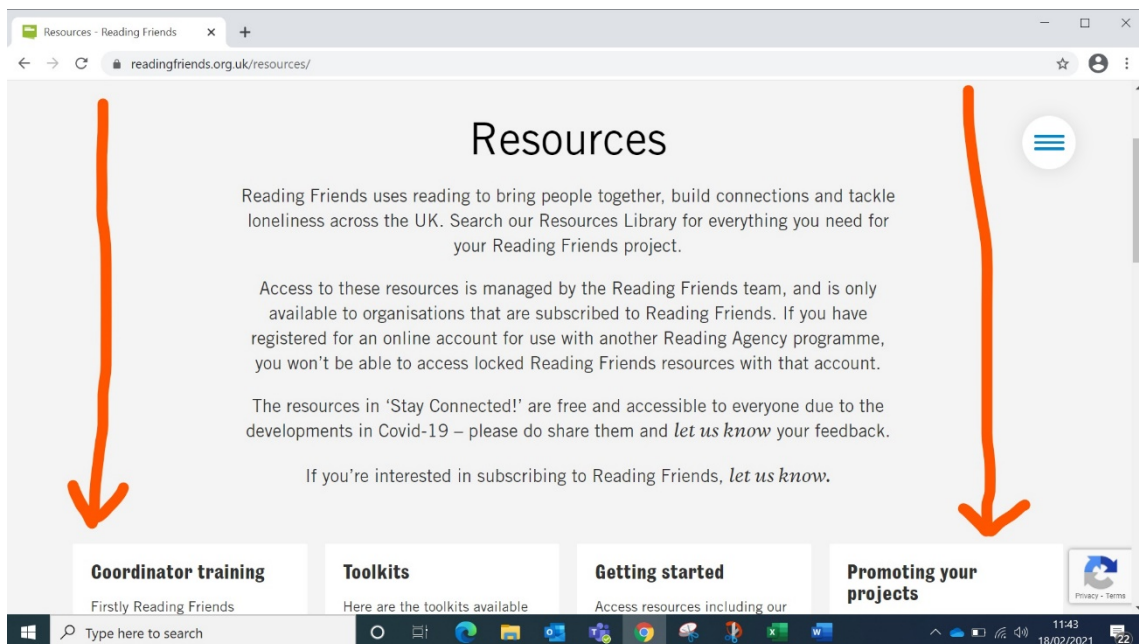 Resources - Reading Friends
readingfriends.org.uk/resources/
Resources
Reading Friends uses reading to bring people together, build connections and tackle
loneliness across the UK. Search our Resources Library for everything you need for
your Reading Friends project.
Access to these resources is managed by the Reading Friends team, and is only
available to organisations that are subscribed to Reading Friends. If you have
registered for an online account for use with another Reading Agency programme,
you won't be able to access locked Reading Friends resources with that account.
The resources in 'Stay Connected!' are free and accessible to everyone due to the
developments in Covid-19 – please do share them and let us know your feedback.
If you're interested in subscribing to Reading Friends, let us know.
Coordinator training
Firstly Reading Friends
Toolkits
Here are the toolkits available
Getting started
Access resources including our
Promoting your
projects
Privacy - Terms
Type here to search
11:43
18/02/2021
22